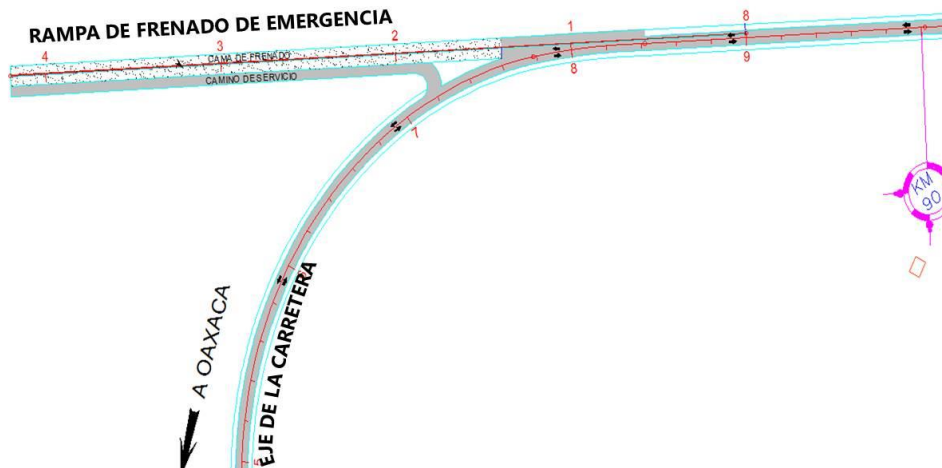 RAMPA DE FRENADO DE EMERGENCIA
4
3
2
1
8
CAMA DE FRENADO
CAMINO DE SERVICIO
8
9
7
KM
90
A OAXACA
EJE DE LA CARRETERA
5